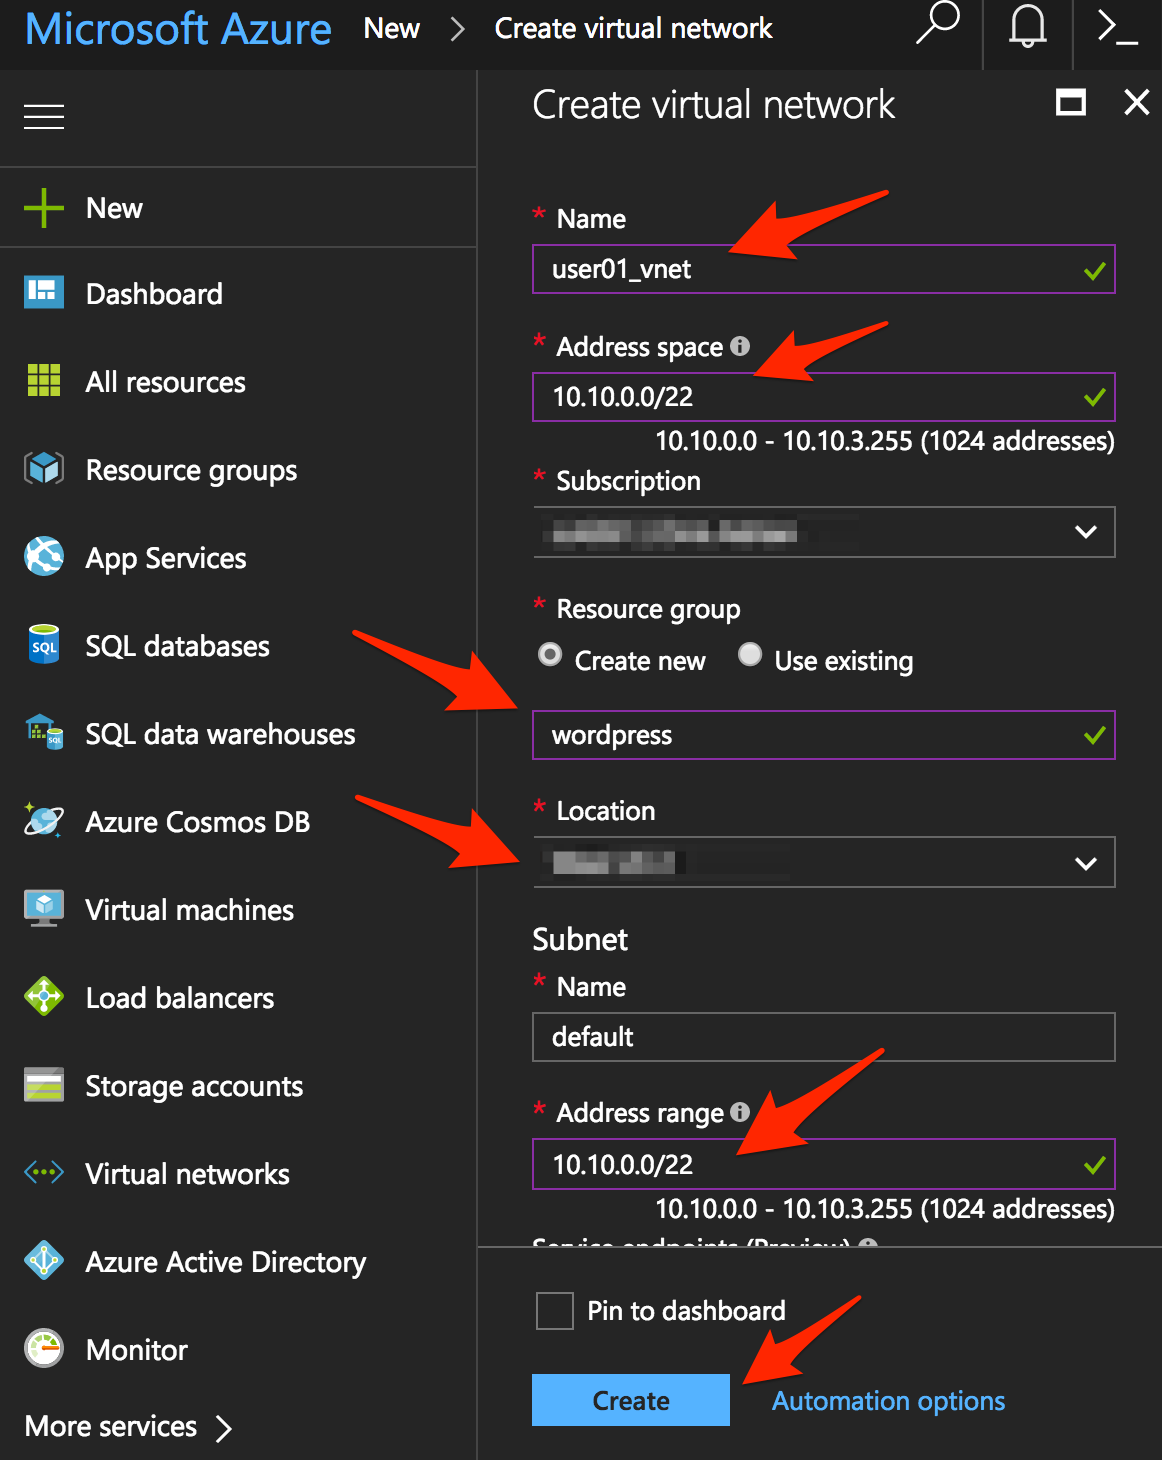 Microsoft Azure New > Create virtual network
Create virtual network
New
Dashboard
All resources
Resource groups
App Services
SQL databases
SQL data warehouses
Azure Cosmos DB
Virtual machines
Load balancers
Storage accounts
Virtual networks
Azure Active Directory
Monitor
More services >
* Name
user01_vnet
* Address space
10.10.0.0/22
10.10.0.0 - 10.10.3.255 (1024 addresses)
* Subscription
* Resource group
Create new Use existing
wordpress
* Location
Subnet
* Name
default
* Address range
10.10.0.0/22
10.10.0.0 - 10.10.3.255 (1024 addresses)
Service endpoints (Preview)
Pin to dashboard
Create Automation options